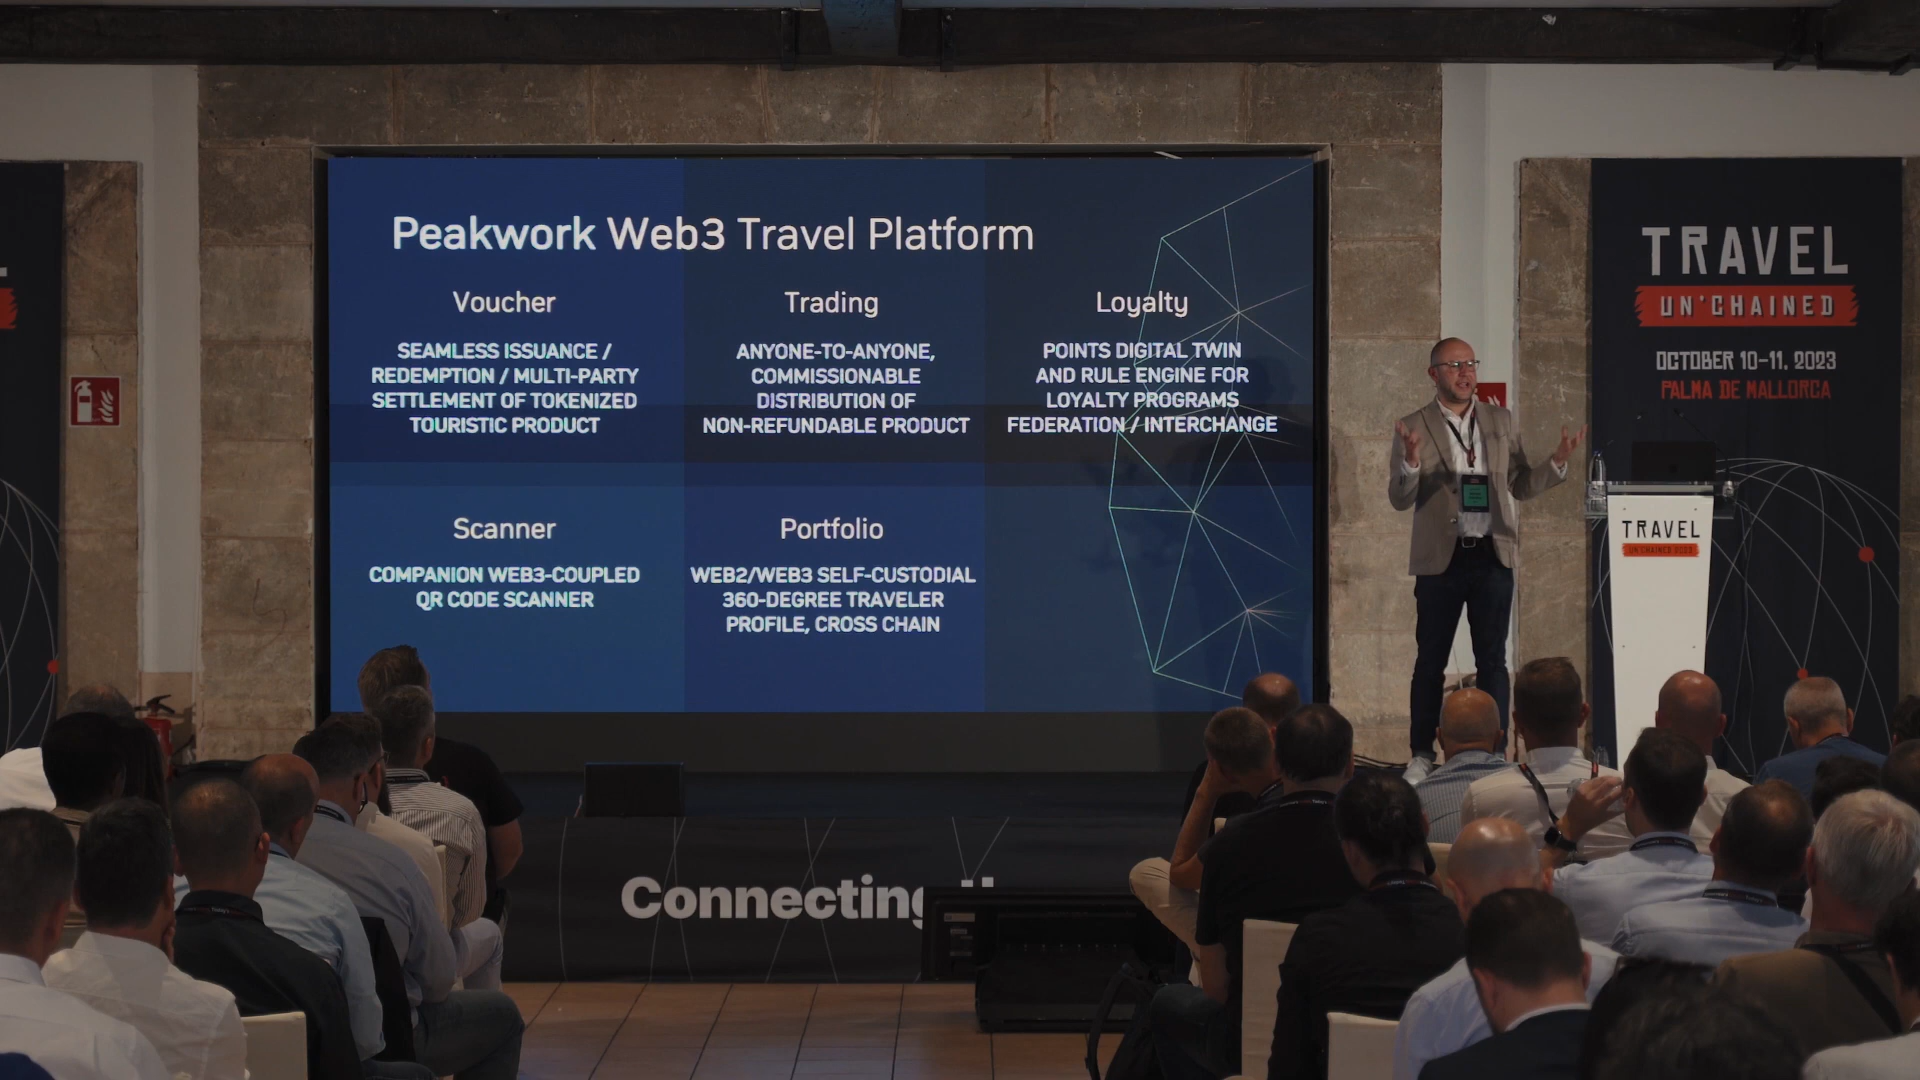 Peakwork Web3 Travel Platform
Voucher
SEAMLESS ISSUANCE /
REDEMPTION / MULTI-PARTY
SETTLEMENT OF TOKENIZED
TOURISTIC PRODUCT
Trading
ANYONE-TO-ANYONE,
COMMISSIONABLE
DISTRIBUTION OF
NON-REFUNDABLE PRODUCT
Loyalty
POINTS DIGITAL TWIN
AND RULE ENGINE FOR
LOYALTY PROGRAMS
FEDERATION / INTERCHANGE
Scanner
COMPANION WEB3-COUPLED
QR CODE SCANNER
Portfolio
WEB2/WEB3 SELF-CUSTODIAL
360-DEGREE TRAVELER
PROFILE, CROSS CHAIN
TRAVEL
UN'CHAINED
OCTOBER 10-11. 2023
PALMA DE MALLORCA
TRAVEL
UN'CHAINED 2023
Connecting